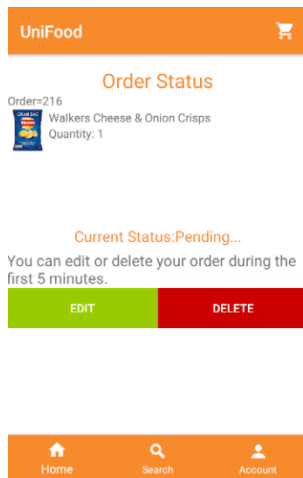 UniFood
Order Status
Order=216
Walkers Cheese & Onion Crisps
Quantity: 1
Current Status:Pending...
You can edit or delete your order during the
first 5 minutes.
EDIT
DELETE
Home
Search
Account